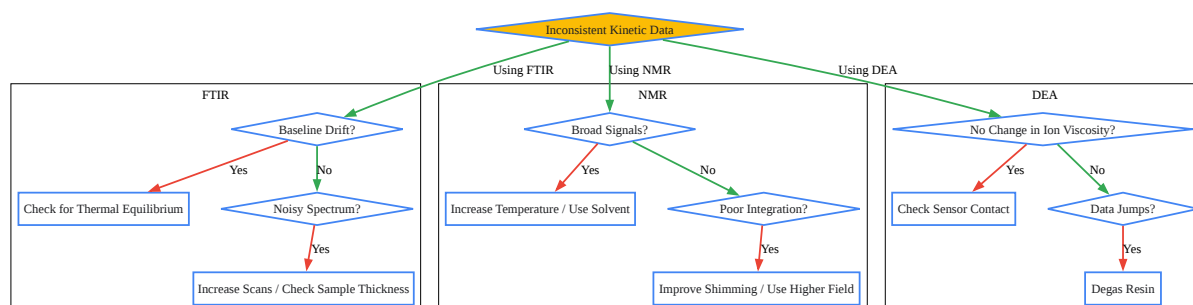 Inconsistent Kinetic Data
Using FTIR
Using NMR
Using DEA
FTIR
NMR
DEA
Baseline Drift?
Broad Signals?
No Change in Ion Viscosity?
Yes
No
Yes
No
Yes
No
Check for Thermal Equilibrium
Noisy Spectrum?
Increase Temperature / Use Solvent
Poor Integration?
Check Sensor Contact
Data Jumps?
Yes
Yes
Yes
Increase Scans / Check Sample Thickness
Improve Shimming / Use Higher Field
Degas Resin